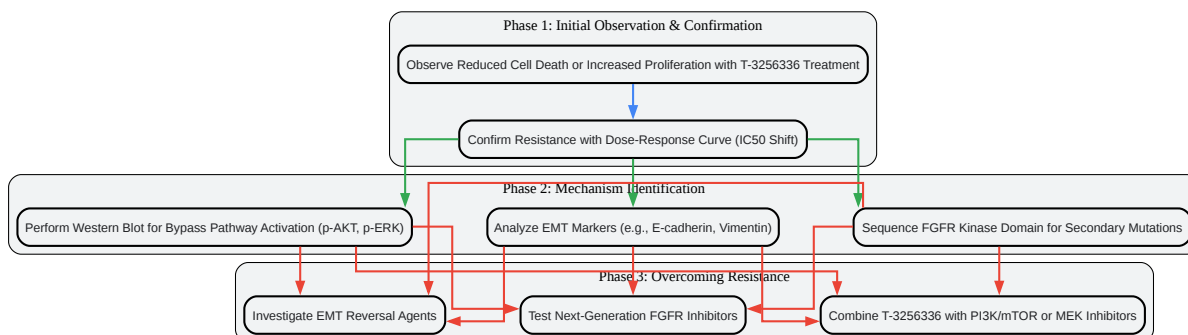 Phase 1: Initial Observation & Confirmation
Observe Reduced Cell Death or Increased Proliferation with T-3256336 Treatment
Confirm Resistance with Dose-Response Curve (IC50 Shift)
Phase 2: Mechanism Identification
Perform Western Blot for Bypass Pathway Activation (p-AKT, p-ERK)
Analyze EMT Markers (e.g., E-cadherin, Vimentin)
Sequence FGFR Kinase Domain for Secondary Mutations
Phase 3: Overcoming Resistance
Investigate EMT Reversal Agents
Test Next-Generation FGFR Inhibitors
Combine T-3256336 with PI3K/mTOR or MEK Inhibitors